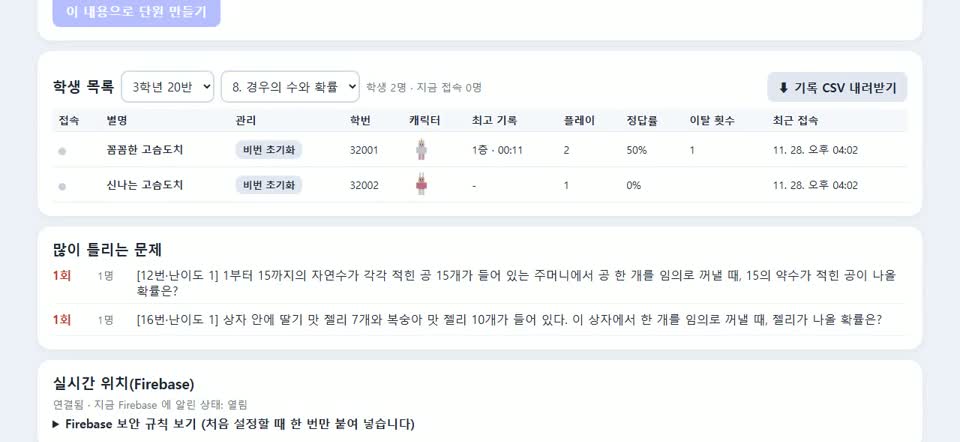 이 내용으로 단원 만들기
학생 목록 3학년 20반 8. 경우의 수와 확률 학생 2명 · 지금 접속 0명 ⬇ 기록 CSV 내려받기
접속 별명 관리 학번 캐릭터 최고 기록 플레이 정답률 이탈 횟수 최근 접속
꼼꼼한 고슴도치 비번 초기화 32001 1층 · 00:11 2 50% 1 11. 28. 오후 04:02
신나는 고슴도치 비번 초기화 32002 - 1 0% 11. 28. 오후 04:02
많이 틀리는 문제
1회 1명 [12번·난이도 1] 1부터 15까지의 자연수가 각각 적힌 공 15개가 들어 있는 주머니에서 공 한 개를 임의로 꺼낼 때, 15의 약수가 적힌 공이 나올
확률은?
1회 1명 [16번·난이도 1] 상자 안에 딸기 맛 젤리 7개와 복숭아 맛 젤리 10개가 들어 있다. 이 상자에서 한 개를 임의로 꺼낼 때, 젤리가 나올 확률은?
실시간 위치(Firebase)
연결됨 · 지금 Firebase 에 알린 상태: 열림
▶ Firebase 보안 규칙 보기 (처음 설정할 때 한 번만 붙여 넣습니다)